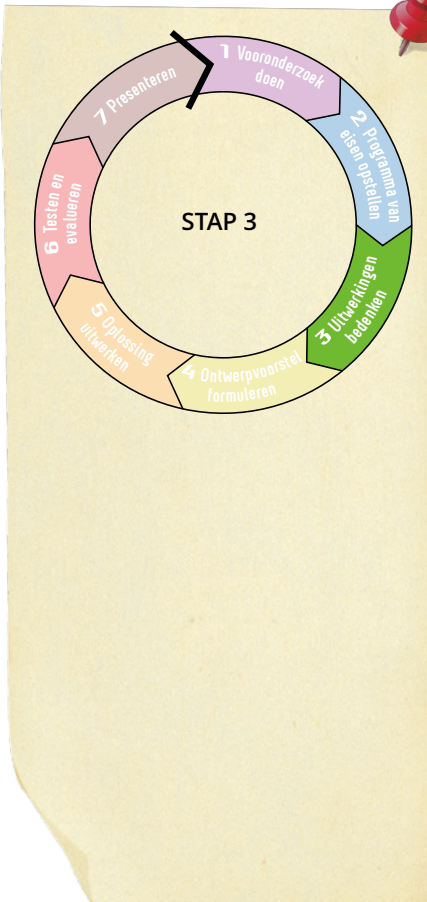 1 Vooronderzoek
doen
2 Programma van
eisen opstellen
3 Uitwerkingen
bedenken
4 Ontwerpvoorstel
formuleren
5 Oplossing
uitwerken
6 Testen en
evalueren
7 Presenteren
STAP 3